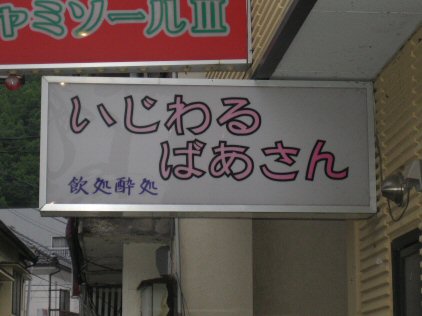 ャミソールⅢ
いじわる
ばあさん
飲処酔処